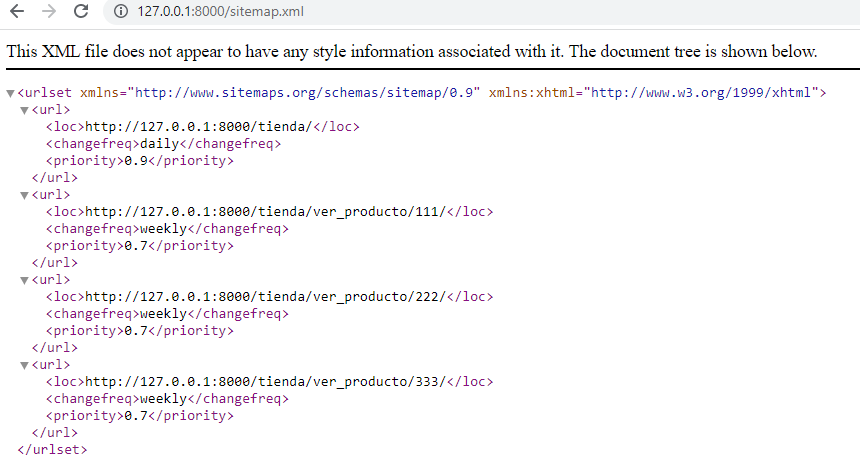 127.0.0.1:8000/sitemap.xml
This XML file does not appear to have any style information associated with it. The document tree is shown below.
▼<urlset xmlns="http://www.sitemaps.org/schemas/sitemap/0.9" xmlns:xhtml="http://www.w3.org/1999/xhtml">
▼<url>
<loc>http://127.0.0.1:8000/tienda/</loc>
<changefreq>daily</changefreq>
<priority>0.9</priority>
</url>
▼<url>
<loc>http://127.0.0.1:8000/tienda/ver_producto/111/</loc>
<changefreq>weekly</changefreq>
<priority>0.7</priority>
</url>
▼<url>
<loc>http://127.0.0.1:8000/tienda/ver_producto/222/</loc>
<changefreq>weekly</changefreq>
<priority>0.7</priority>
</url>
▼<url>
<loc>http://127.0.0.1:8000/tienda/ver_producto/333/</loc>
<changefreq>weekly</changefreq>
<priority>0.7</priority>
</url>
</urlset>